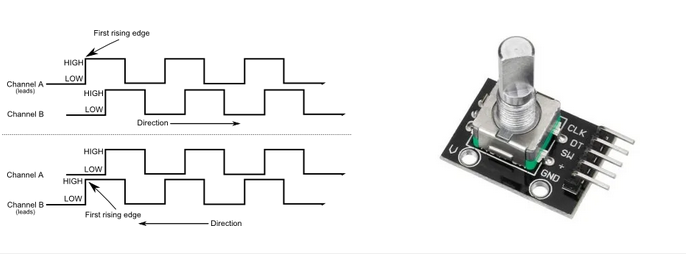 First rising edge
HIGH
LOW
Channel A
(leads)
HIGH
LOW
Channel B
Direction
HIGH
LOW
Channel A
HIGH
LOW
Channel B
(leads)
First rising edge
Direction
CLK
DT
SW
+
GND